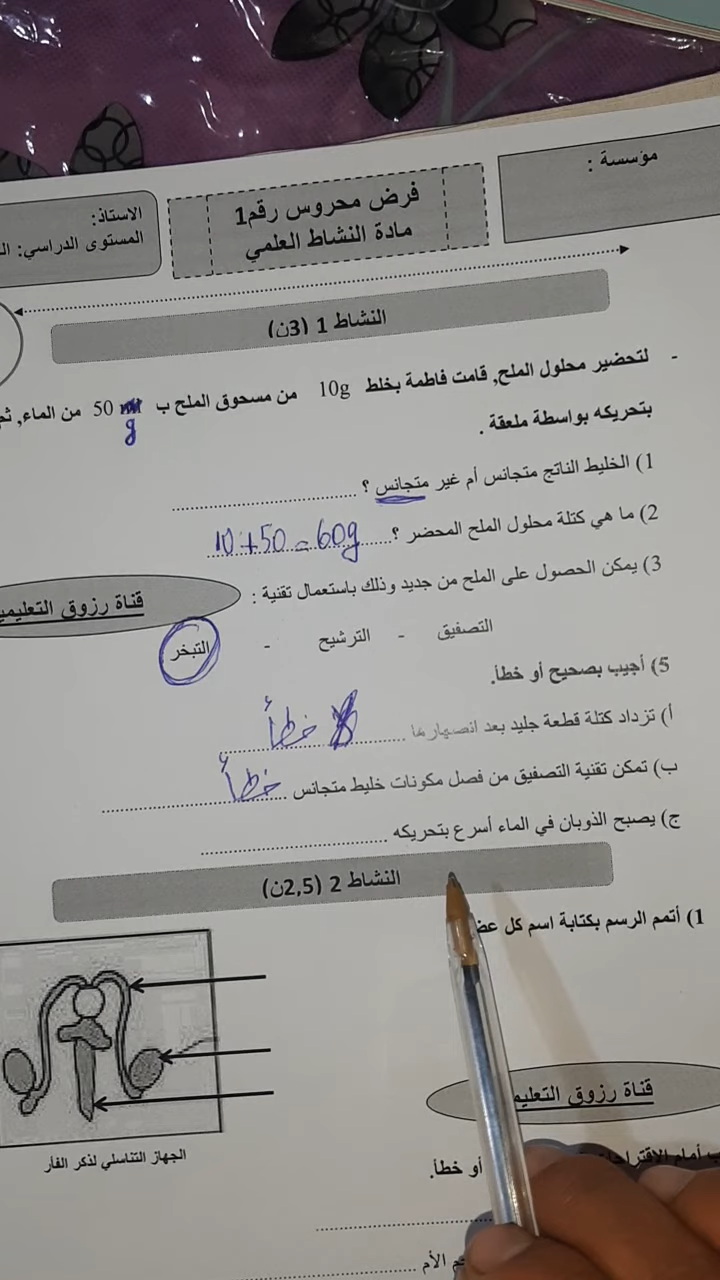 مؤسسة :
فرض محروس رقم1
مادة النشاط العلمي
الاستاذ:
المستوى الدراسي:
النشاط 1 (3ن)
- لتحضير محلول الملح, قامت فاطمة بخلط 10g من مسحوق الملح ب 50 g من الماء,
بتحريكه بواسطة ملعقة .
1) الخليط الناتج متجانس أم غير متجانس ؟
2) ما هي كتلة محلول الملح المحضر ؟ 10+50=60g
3) يمكن الحصول على الملح من جديد وذلك باستعمال تقنية :
قناة رزوق
التصفيق - الترشيح - التبخر
5) أجيب بصحيح أو خطأ.
أ) تزداد كتلة قطعة جليد بعد انصهارها خطأ
ب) تمكن تقنية التصفيق من فصل مكونات خليط متجانس خطأ
ج) يصبح الذوبان في الماء أسرع بتحريكه
النشاط 2 (2,5ن)
1) أتمم الرسم بكتابة اسم كل
قناة رزوق
الجهاز التناسلي لذكر الفأر
أمام
أو خطأ.
الأم